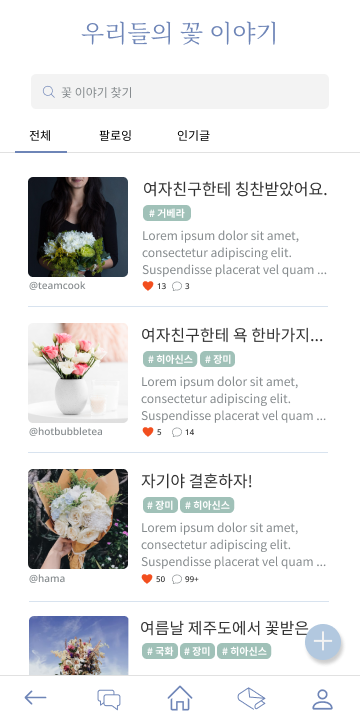 우리들의 꽃 이야기
꽃 이야기 찾기
전체 팔로잉 인기글
여자친구한테 칭찬받았어요.
# 거베라
Lorem ipsum dolor sit amet,
consectetur adipiscing elit.
Suspendisse placerat vel quam ...
@teamcook 13 3
여자친구한테 욕 한바가지...
# 히아신스 # 장미
Lorem ipsum dolor sit amet,
consectetur adipiscing elit.
Suspendisse placerat vel quam ...
@hotbubbletea 5 14
자기야 결혼하자!
# 장미 # 히아신스
Lorem ipsum dolor sit amet,
consectetur adipiscing elit.
Suspendisse placerat vel quam ...
@hama 50 99+
여름날 제주도에서 꽃받은
# 국화 # 장미 # 히아신스